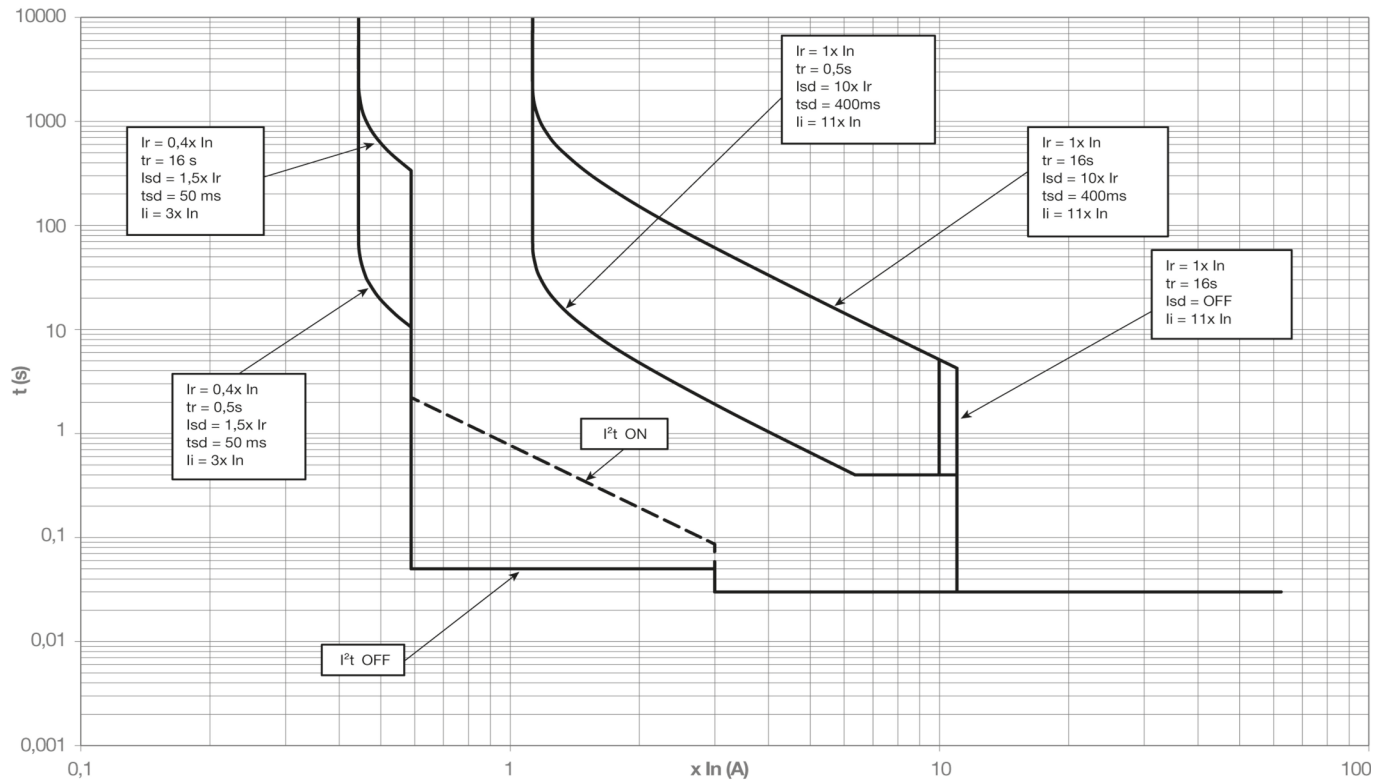 10000
1000
100
10
1
0,1
0,01
0,001
t (s)
Ir = 0,4x In
tr = 16 s
Isd = 1,5x Ir
tsd = 50 ms
Ii = 3x In
Ir = 1x In
tr = 0,5s
Isd = 10x Ir
tsd = 400ms
Ii = 11x In
Ir = 1x In
tr = 16s
Isd = 10x Ir
tsd = 400ms
Ii = 11x In
Ir = 1x In
tr = 16s
Isd = OFF
Ii = 11x In
Ir = 0,4x In
tr = 0,5s
Isd = 1,5x Ir
tsd = 50 ms
Ii = 3x In
I²t ON
I²t OFF
0,1
1
x In (A)
10
100